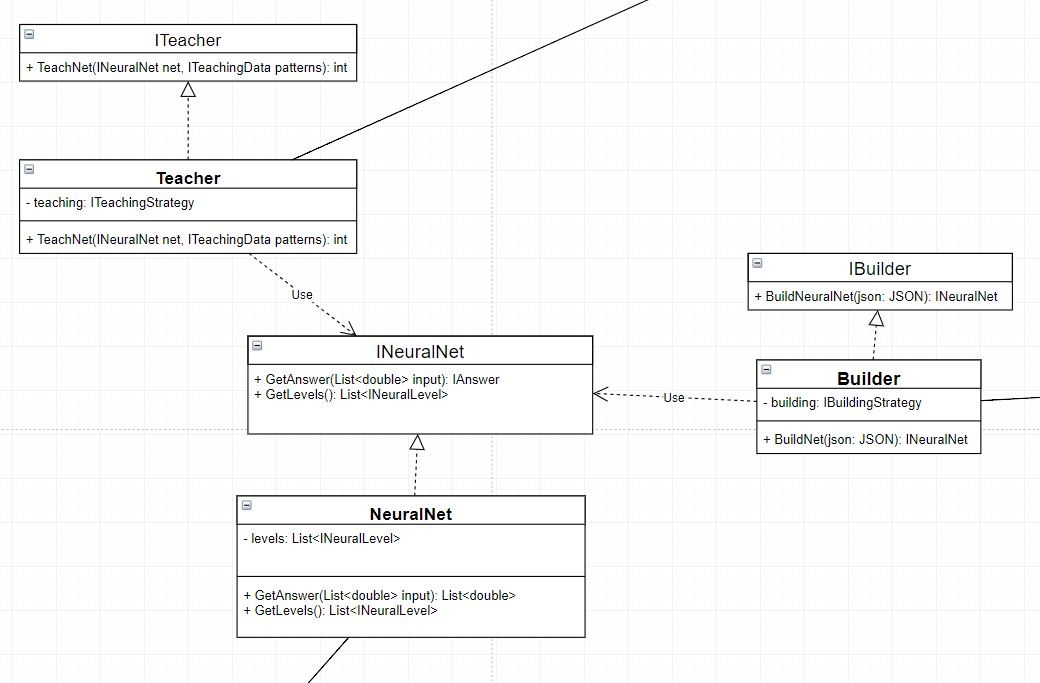 ITeacher
+ TeachNet(INeuralNet net, ITeachingData patterns): int
Teacher
- teaching: ITeachingStrategy
+ TeachNet(INeuralNet net, ITeachingData patterns): int
Use
IBuilder
+ BuildNeuralNet(json: JSON): INeuralNet
INeuralNet
+ GetAnswer(List<double> input): IAnswer
+ GetLevels(): List<INeuralLevel>
Use
Builder
- building: IBuildingStrategy
+ BuildNet(json: JSON): INeuralNet
NeuralNet
- levels: List<INeuralLevel>
+ GetAnswer(List<double> input): List<double>
+ GetLevels(): List<INeuralLevel>